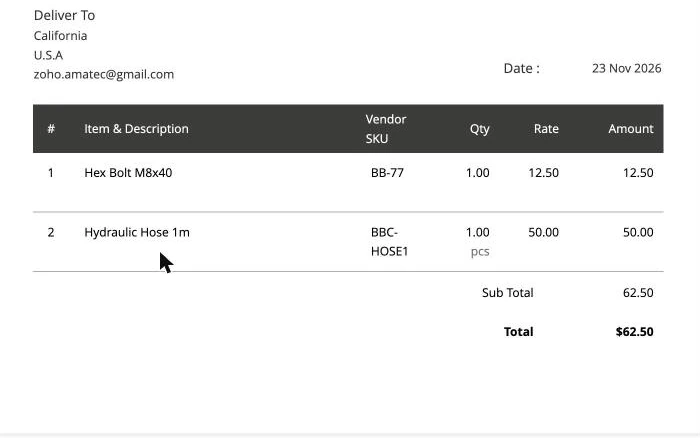 Deliver To
California
U.S.A
zoho.amatec@gmail.com
Date : 23 Nov 2026
# Item & Description Vendor SKU Qty Rate Amount
1 Hex Bolt M8x40 BB-77 1.00 12.50 12.50
2 Hydraulic Hose 1m BBC- 1.00 50.00 50.00
HOSE1 pcs
Sub Total 62.50
Total $62.50